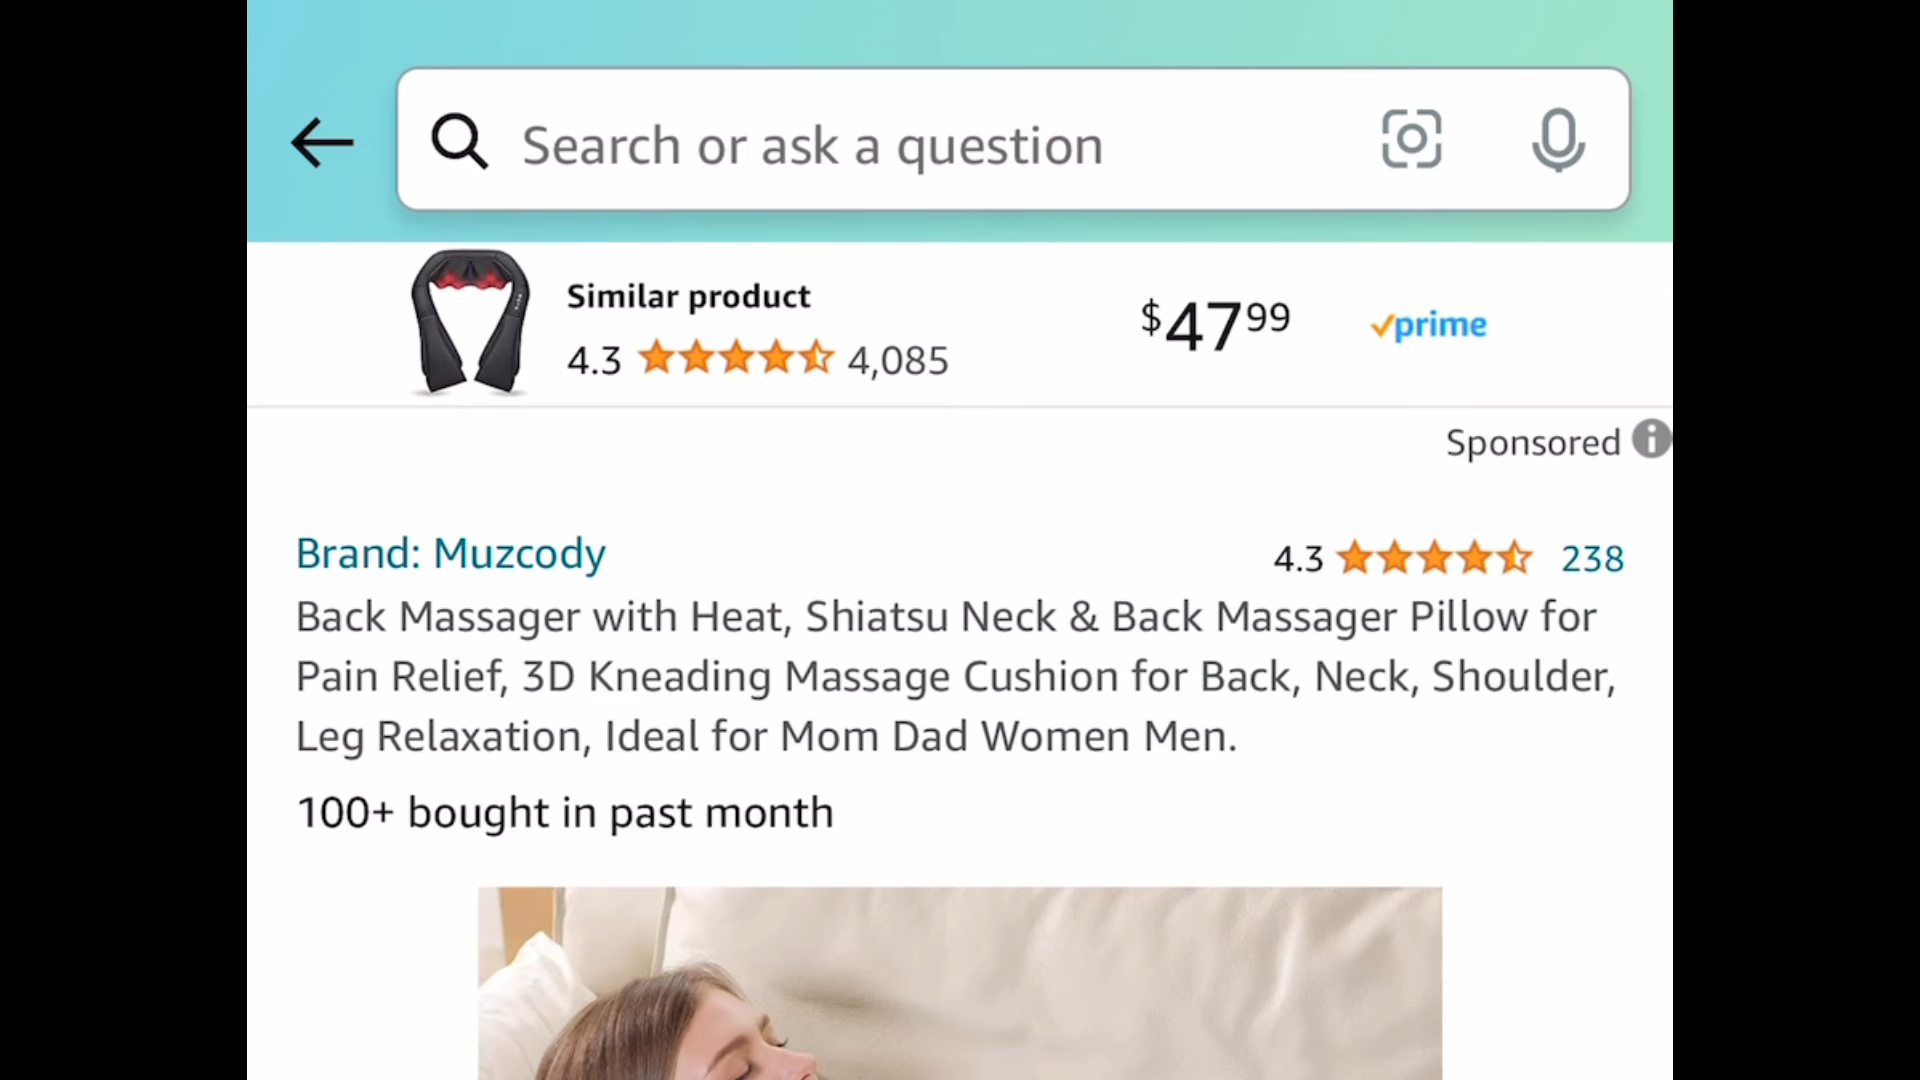 Search or ask a question
Similar product
4.3 4,085
$47 99
prime
Sponsored
Brand: Muzcody
4.3 238
Back Massager with Heat, Shiatsu Neck & Back Massager Pillow for
Pain Relief, 3D Kneading Massage Cushion for Back, Neck, Shoulder,
Leg Relaxation, Ideal for Mom Dad Women Men.
100+ bought in past month